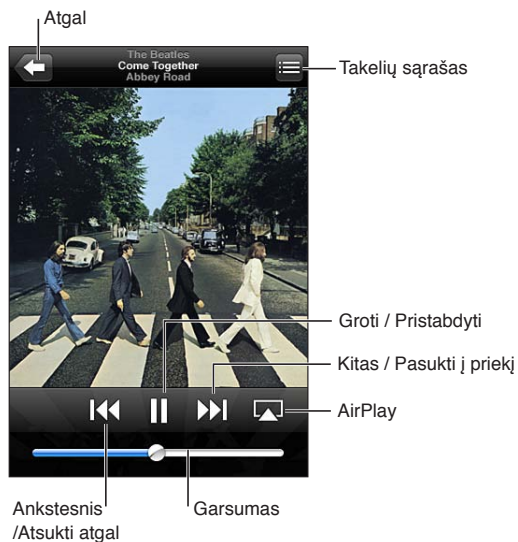 Atgal
The Beatles
Come Together
Abbey Road
Takelių sąrašas
Groti / Pristabdyti
Kitas / Pasukti į priekį
AirPlay
Ankstesnis
/Atsukti atgal
Garsumas